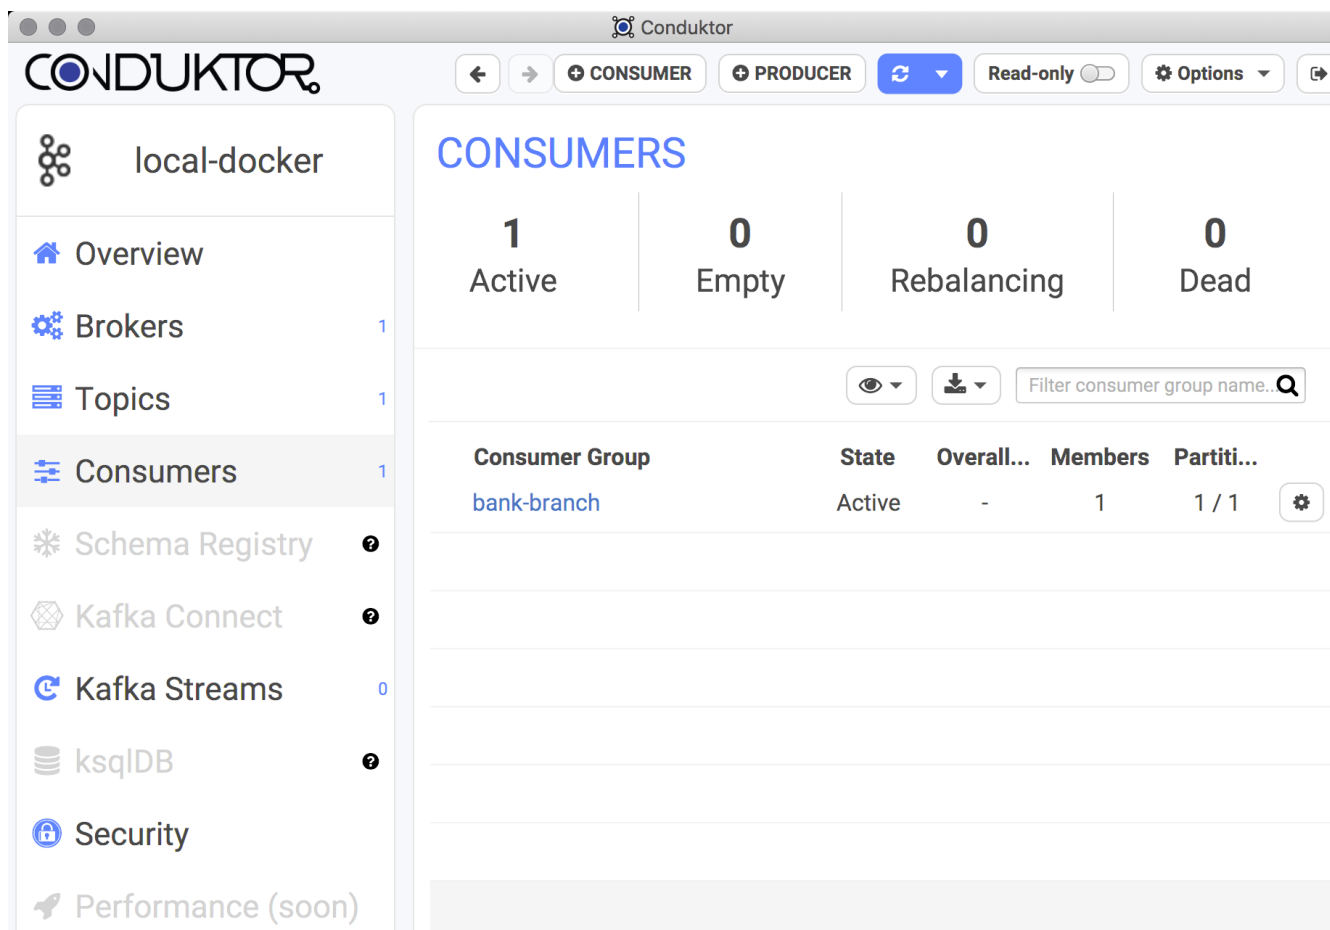 Conduktor
CONDUKTOR
CONSUMER
PRODUCER
Read-only
Options
local-docker
Overview
Brokers 1
Topics 1
Consumers 1
Schema Registry ?
Kafka Connect ?
Kafka Streams 0
ksqlDB ?
Security
Performance (soon)
CONSUMERS
1 0 0 0
Active Empty Rebalancing Dead
Filter consumer group name...
Consumer Group State Overall... Members Partiti...
bank-branch Active - 1 1 / 1